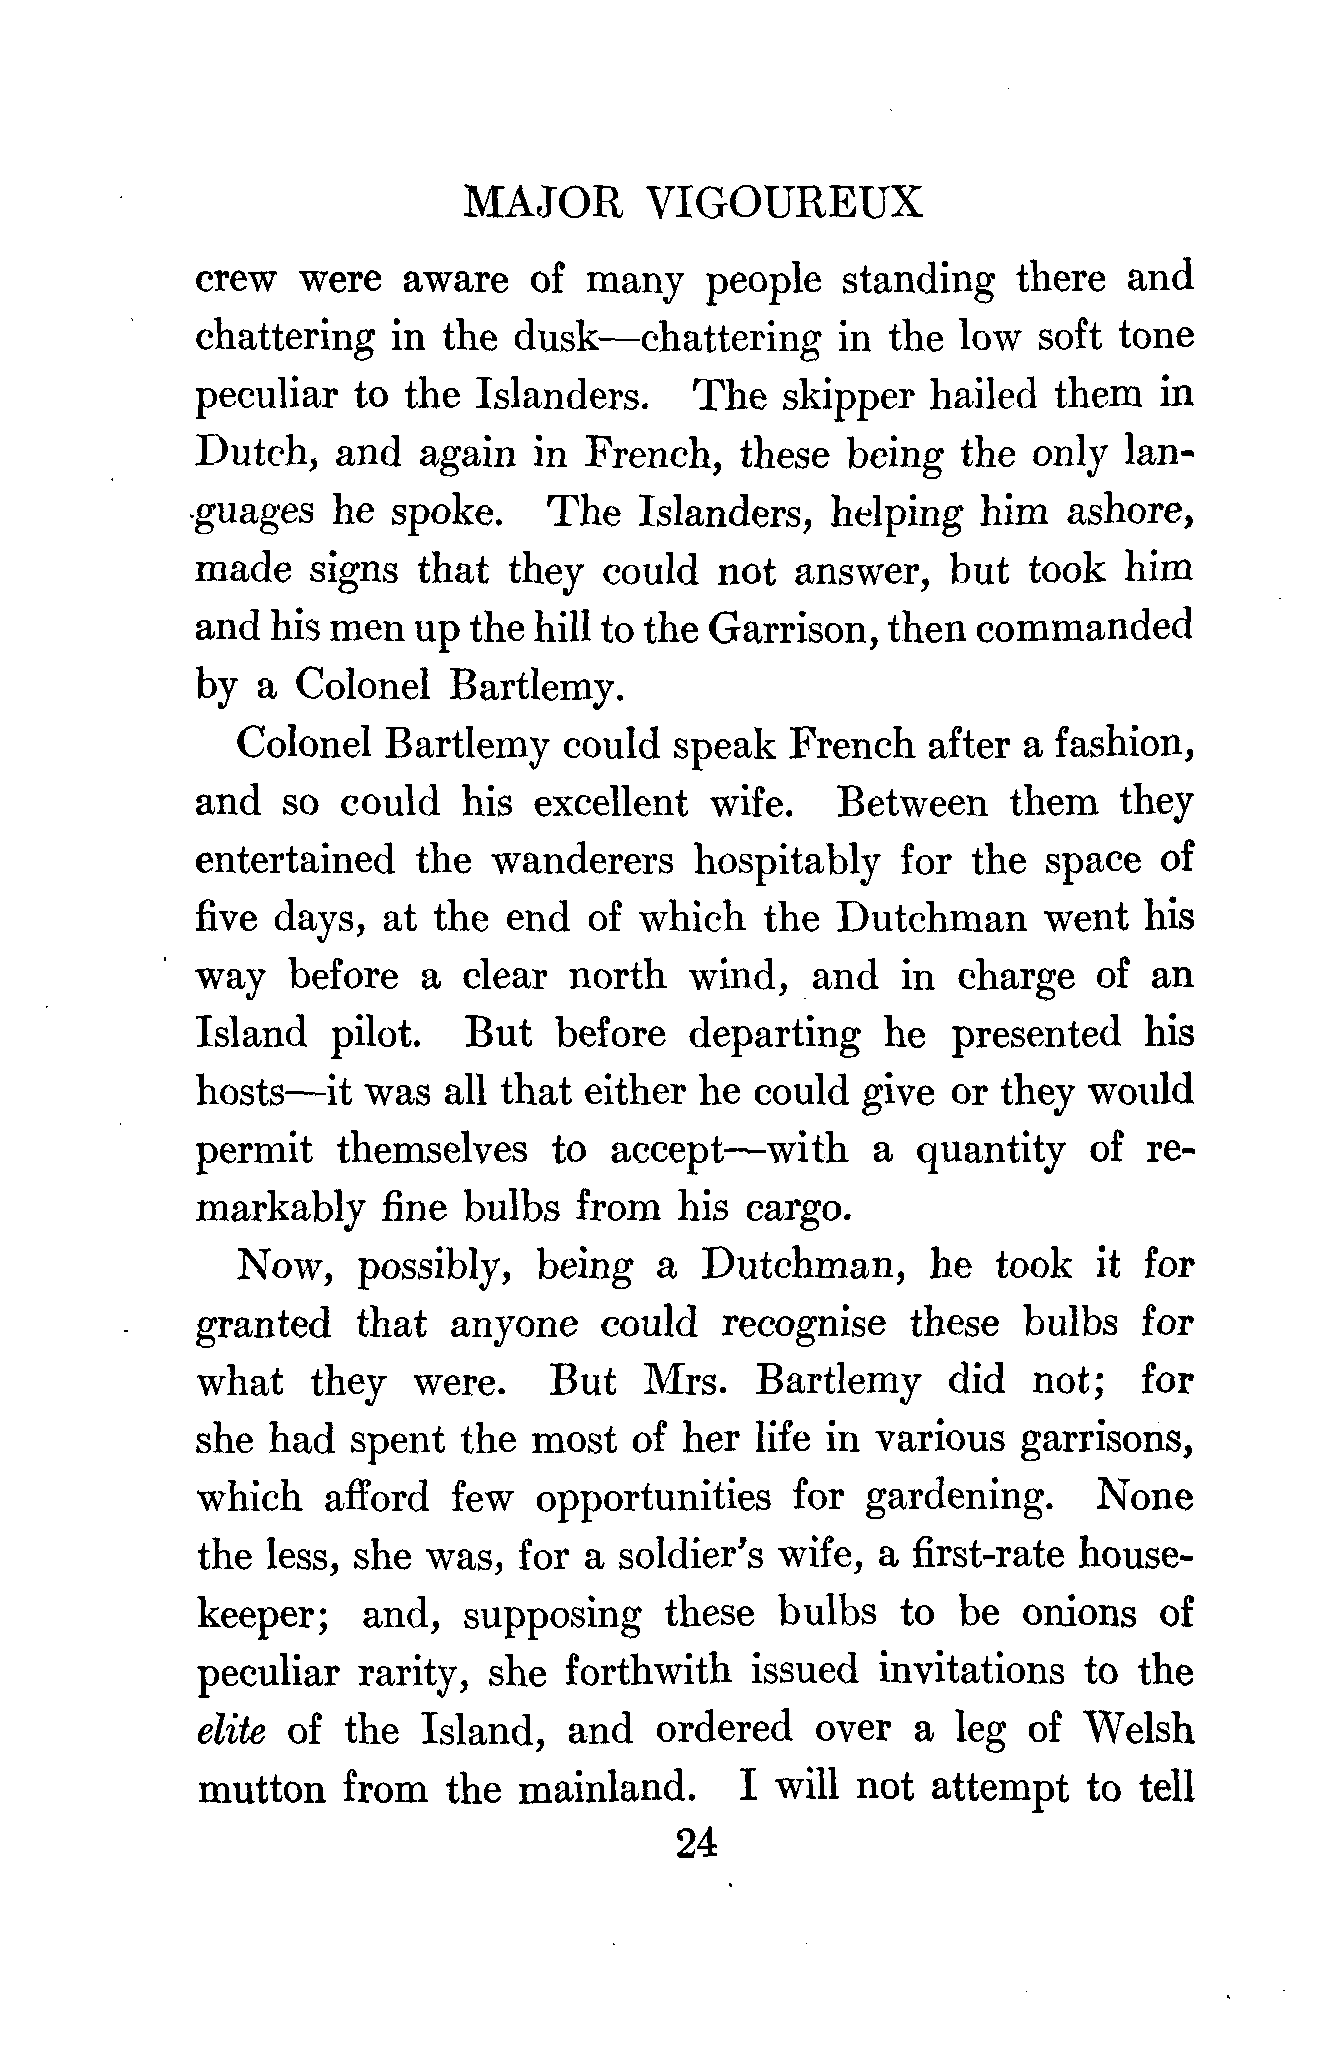 MAJOR VIGOUREUX
crew were aware of many people standing there and
chattering in the dusk—chattering in the low soft tone
peculiar to the Islanders. The skipper hailed them in
Dutch, and again in French, these being the only lan-
guages he spoke. The Islanders, helping him ashore,
made signs that they could not answer, but took him
and his men up the hill to the Garrison, then commanded
by a Colonel Bartlemy.
Colonel Bartlemy could speak French after a fashion,
and so could his excellent wife. Between them they
entertained the wanderers hospitably for the space of
five days, at the end of which the Dutchman went his
way before a clear north wind, and in charge of an
Island pilot. But before departing he presented his
hosts—it was all that either he could give or they would
permit themselves to accept—with a quantity of re-
markably fine bulbs from his cargo.
Now, possibly, being a Dutchman, he took it for
granted that anyone could recognise these bulbs for
what they were. But Mrs. Bartlemy did not; for
she had spent the most of her life in various garrisons,
which afford few opportunities for gardening. None
the less, she was, for a soldier's wife, a first-rate house-
keeper; and, supposing these bulbs to be onions of
peculiar rarity, she forthwith issued invitations to the
elite of the Island, and ordered over a leg of Welsh
mutton from the mainland. I will not attempt to tell
24